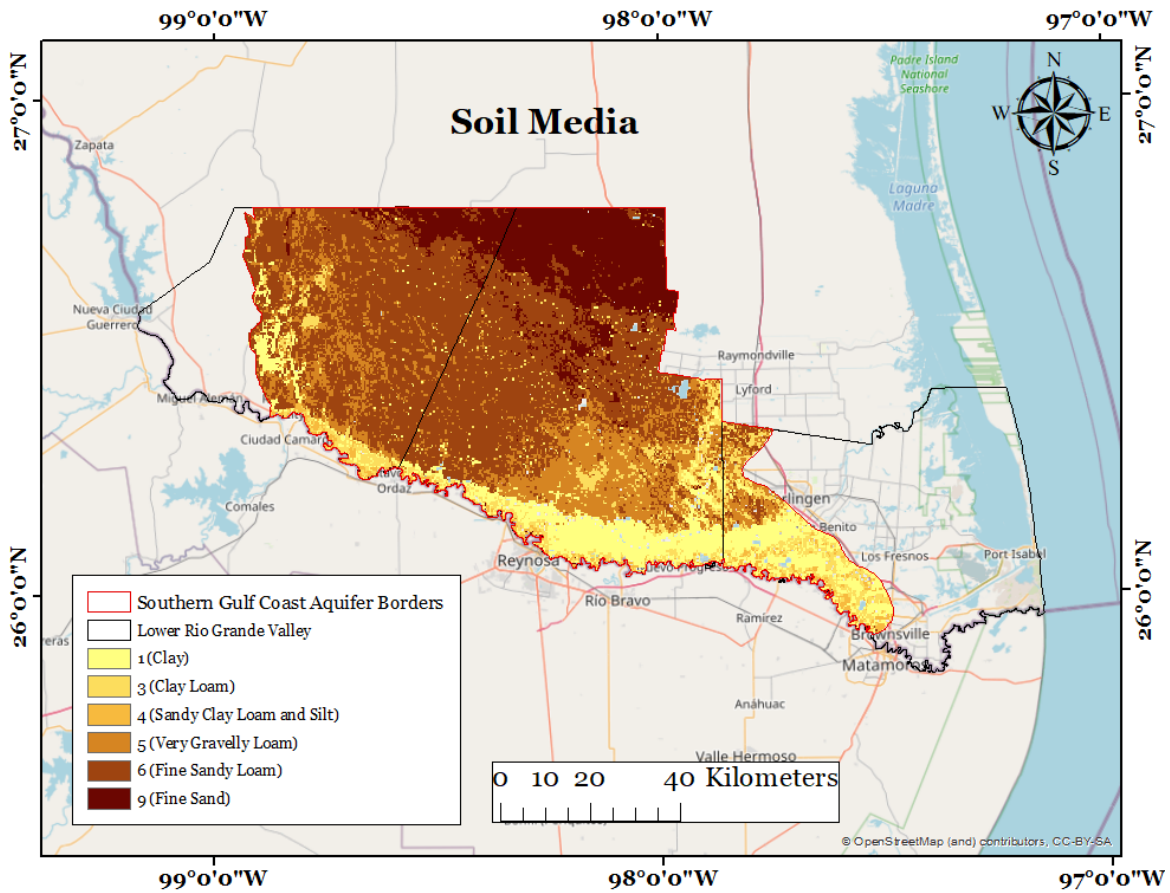 99°0'0"W 98°0'0"W 97°0'0"W
27°0'0"N
27°0'0"N
26°0'0"N
26°0'0"N
Soil Media
N
W E
S
Padre Island
National
Seashore
Zapata
Laguna
Madre
Nueva Ciudad
Guerrero
Raymondville
Lyford
Miguel Alemán
Ciudad Camar
Ordaz
Comales
rlingen
Benito
Los Fresnos
Port Isabel
Reynosa
Nuevo Progreso
Río Bravo
Ramírez
Brownsville
Matamoros
Anáhuac
Valle Hermoso
reras
Southern Gulf Coast Aquifer Borders
Lower Rio Grande Valley
1 (Clay)
3 (Clay Loam)
4 (Sandy Clay Loam and Silt)
5 (Very Gravelly Loam)
6 (Fine Sandy Loam)
9 (Fine Sand)
0 10 20 40 Kilometers
© OpenStreetMap (and) contributors, CC-BY-SA
99°0'0"W 98°0'0"W 97°0'0"W